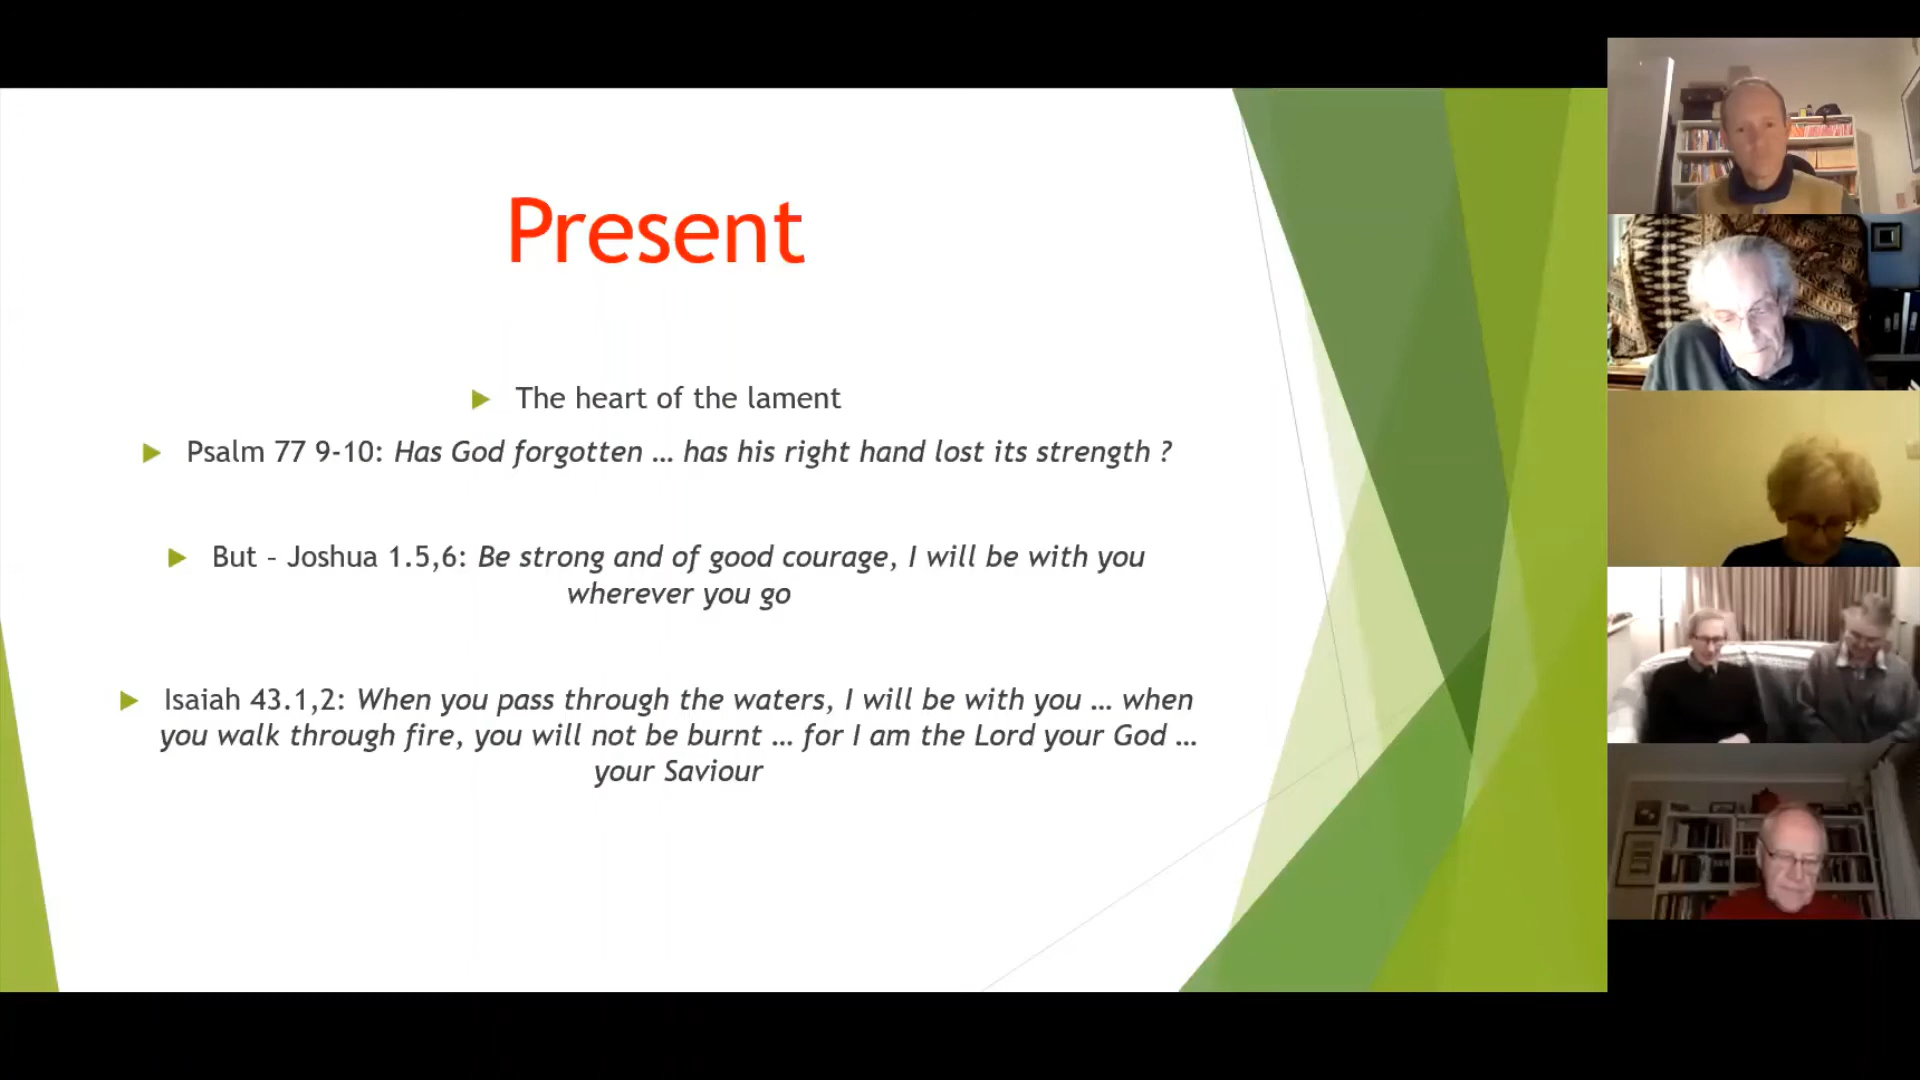 Present
The heart of the lament
Psalm 77 9-10: Has God forgotten … has his right hand lost its strength ?
But – Joshua 1.5,6: Be strong and of good courage, I will be with you
wherever you go
Isaiah 43.1,2: When you pass through the waters, I will be with you … when
you walk through fire, you will not be burnt … for I am the Lord your God …
your Saviour